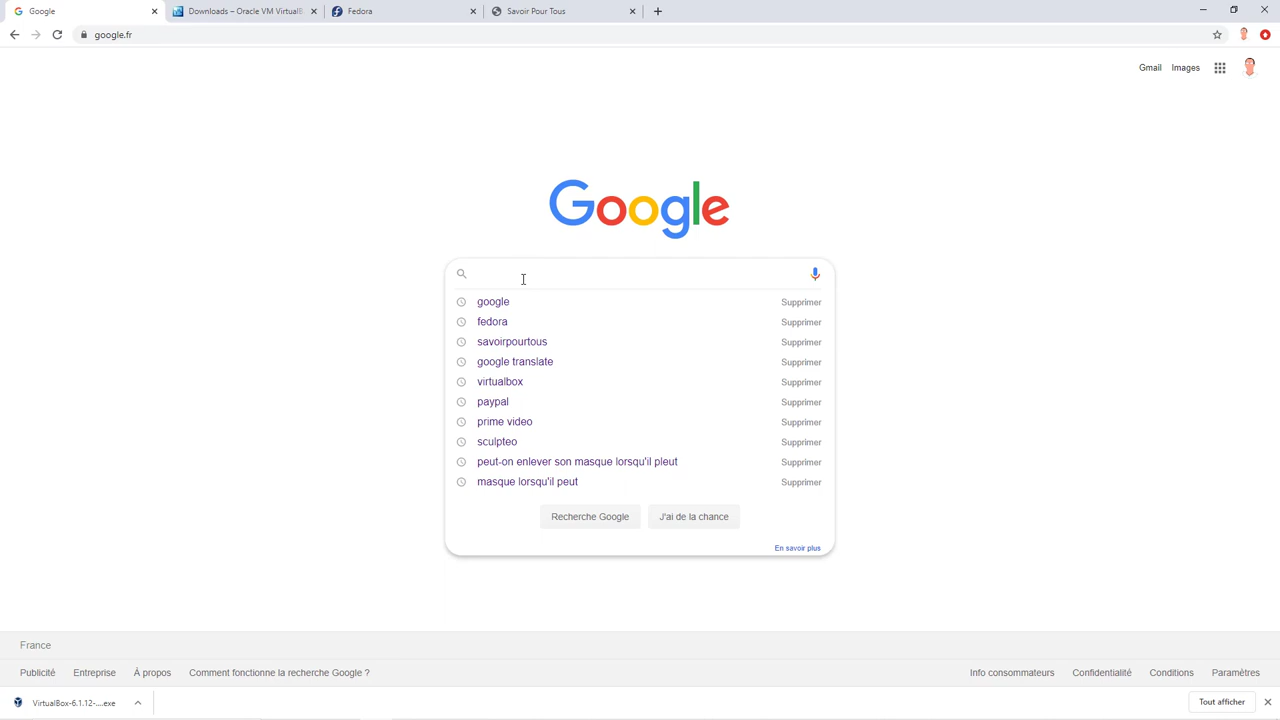 Google
Downloads – Oracle VM VirtualB
Fedora
Savoir Pour Tous
google.fr
Gmail
Images
Google
google
Supprimer
fedora
Supprimer
savoirpourtous
Supprimer
google translate
Supprimer
virtualbox
Supprimer
paypal
Supprimer
prime video
Supprimer
sculpteo
Supprimer
peut-on enlever son masque lorsqu'il pleut
Supprimer
masque lorsqu'il peut
Supprimer
Recherche Google
J'ai de la chance
En savoir plus
France
Publicité
Entreprise
À propos
Comment fonctionne la recherche Google ?
Info consommateurs
Confidentialité
Conditions
Paramètres
VirtualBox-6.1.12-....exe
Tout afficher